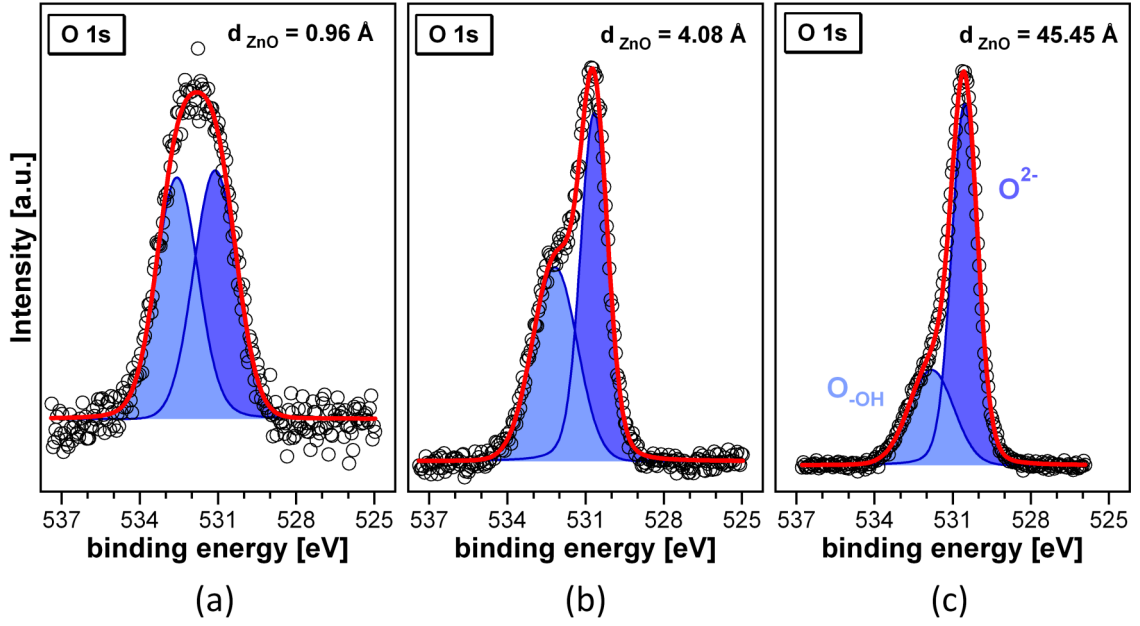 O 1s
d ZnO = 0.96 Å
O 1s
d ZnO = 4.08 Å
O 1s
d ZnO = 45.45 Å
Intensity [a.u.]
O²⁻
O-OH
537 534 531 528 525
537 534 531 528 525
537 534 531 528 525
binding energy [eV]
binding energy [eV]
binding energy [eV]
(a)
(b)
(c)